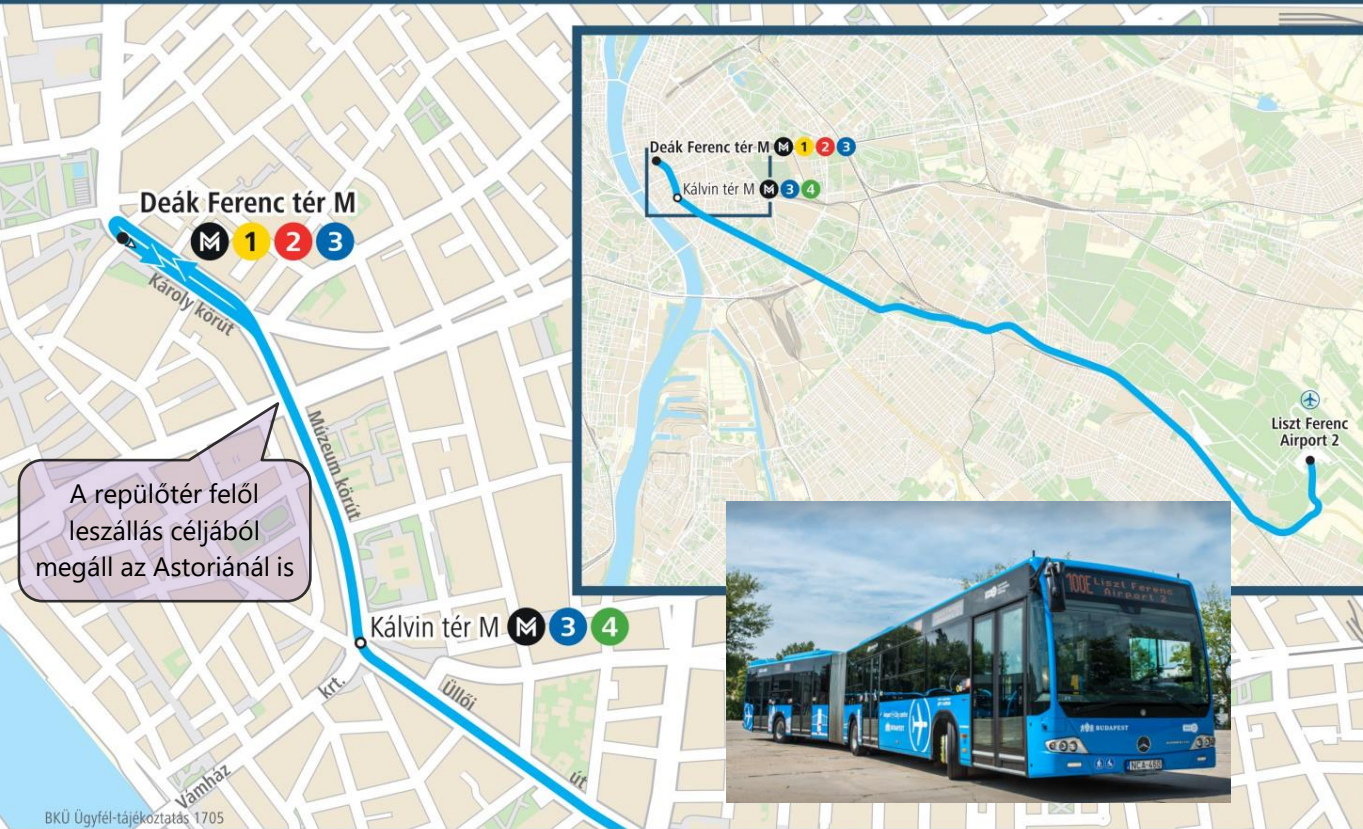 Deák Ferenc tér M
M 1 2 3
Károly körút
Múzeum körút
A repülőtér felől
leszállás céljából
megáll az Astoriánál is
Kálvin tér M M 3 4
krt.
Üllői
út
Vámház
BKÜ Ügyfél-tájékoztatás 1705
Deák Ferenc tér M M 1 2 3
Kálvin tér M M 3 4
Liszt Ferenc
Airport 2
100E Liszt Ferenc
Airport 2
BUDAPEST
NCA-460